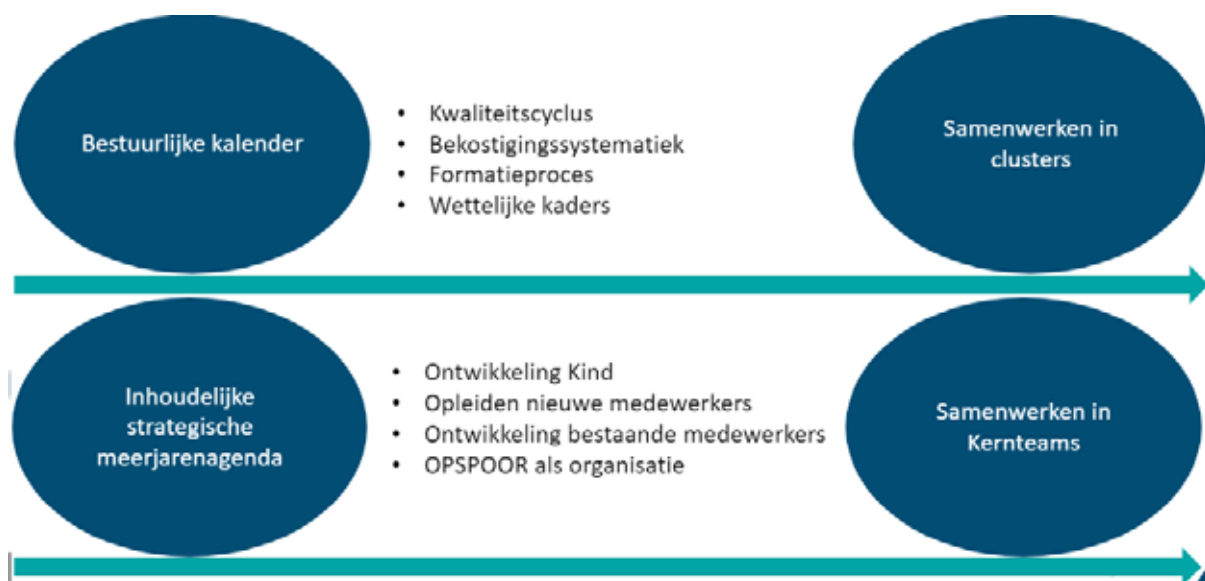 Bestuurlijke kalender
• Kwaliteitscyclus
• Bekostigingssystematiek
• Formatieproces
• Wettelijke kaders
Samenwerken in
clusters
Inhoudelijke
strategische
meerjarenagenda
• Ontwikkeling Kind
• Opleiden nieuwe medewerkers
• Ontwikkeling bestaande medewerkers
• OPSPOOR als organisatie
Samenwerken in
Kernteams